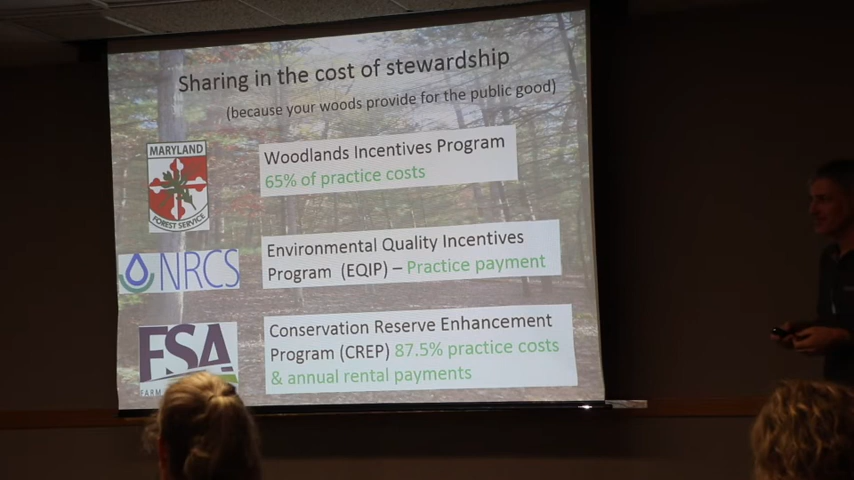 Sharing in the cost of stewardship
(because your woods provide for the public good)
MARYLAND
FOREST SERVICE
Woodlands Incentives Program
65% of practice costs
NRCS
Environmental Quality Incentives
Program (EQIP) – Practice payment
FSA
FARM
Conservation Reserve Enhancement
Program (CREP) 87.5% practice costs
& annual rental payments